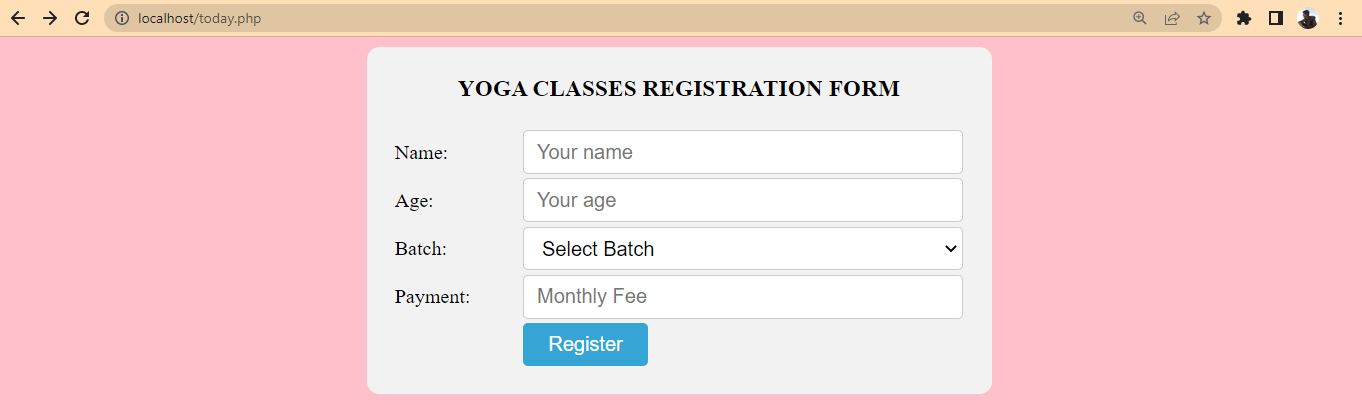 localhost/today.php
YOGA CLASSES REGISTRATION FORM
Name: Your name
Age: Your age
Batch: Select Batch
Payment: Monthly Fee
Register